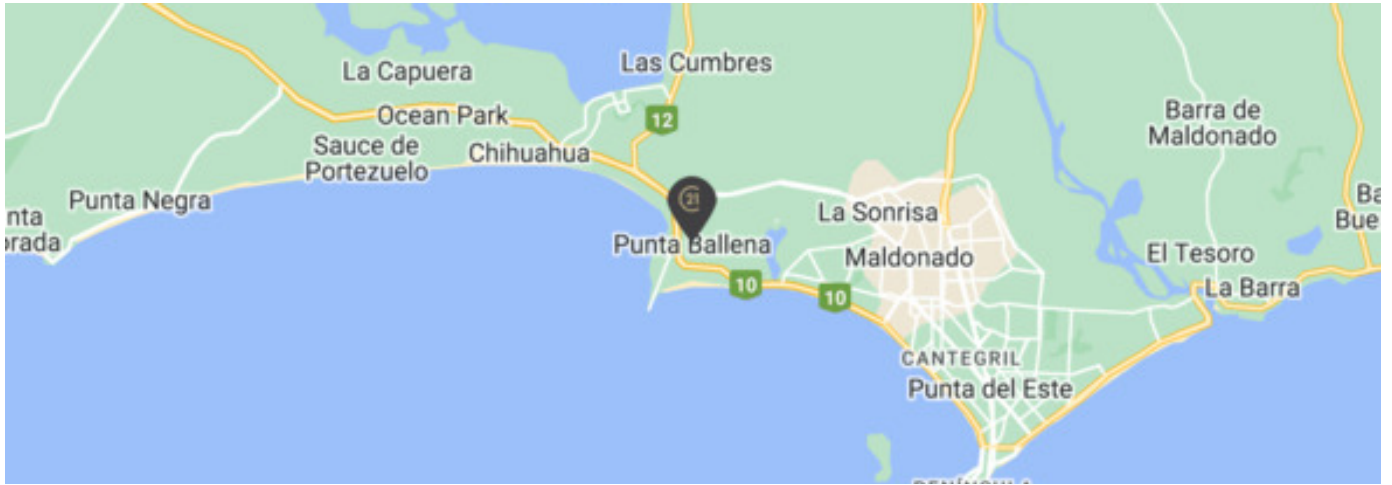 La Capuera
Las Cumbres
Ocean Park
12
Barra de
Maldonado
Sauce de
Portezuelo
Chihuahua
Punta Negra
21
La Sonrisa
Punta Ballena
Maldonado
El Tesoro
10
10
La Barra
CANTEGRIL
Punta del Este